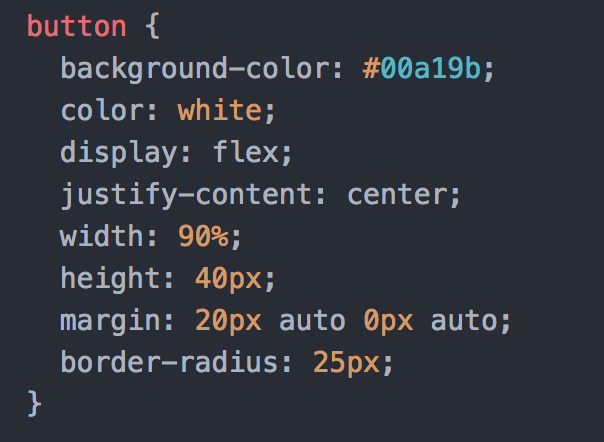 button {
  background-color: #00a19b;
  color: white;
  display: flex;
  justify-content: center;
  width: 90%;
  height: 40px;
  margin: 20px auto 0px auto;
  border-radius: 25px;
}